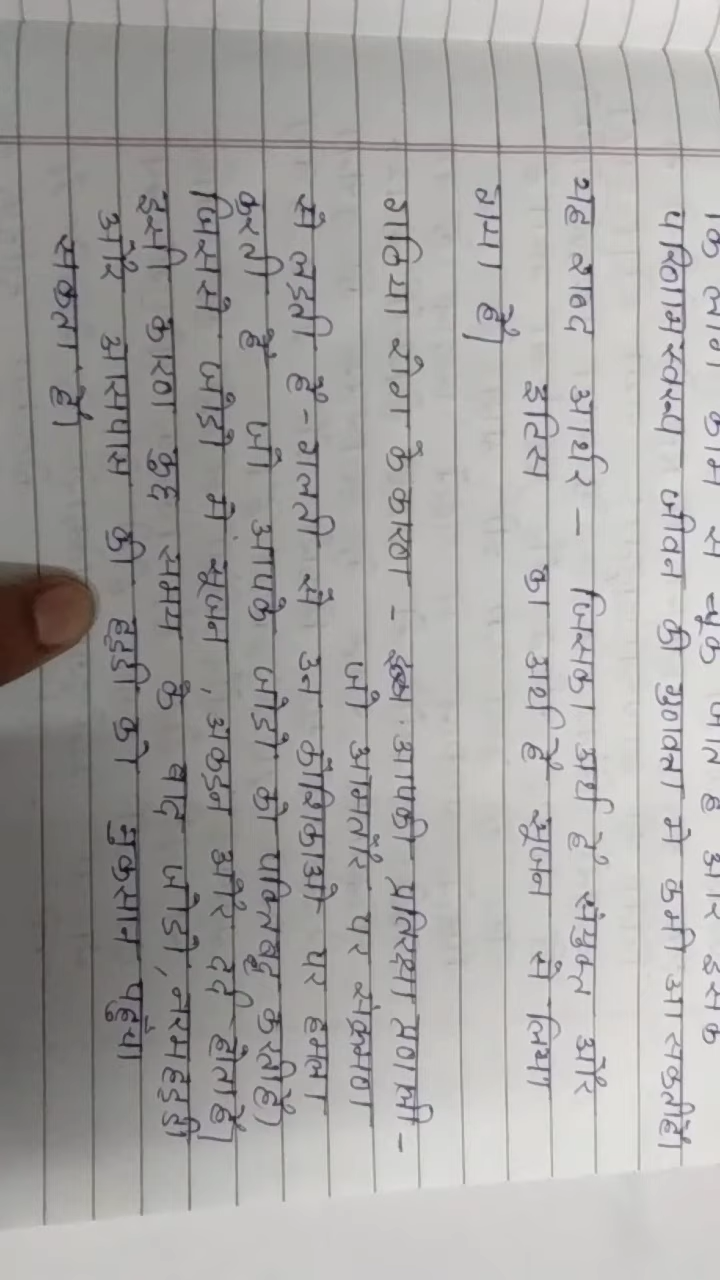 कि लोग काम से चूक जाते है और इसके
परिणामस्वरूप जीवन की गुणवत्ता मे कमी आ सकती है।
यह शब्द आर्थर - जिसका अर्थ है संयुक्त और
इटिस का अर्थ है सूजन से लिया
गया है।
गठिया रोग के कारण - आपकी प्रतिरक्षा प्रणाली -
जो आमतौर पर संक्रमण
से लड़ती है - गलती से उन कोशिकाओ पर हमला
करती है जो आपके जोड़ो को पंक्तिबद्ध करती है)
जिससे जोड़ो मे सूजन, अकड़न और दर्द होता है]
इसी कारण कुछ समय के बाद जोड़ो, नरम हड्डी
और आसपास की हड्डी को नुकसान पहुँचा
सकता है।